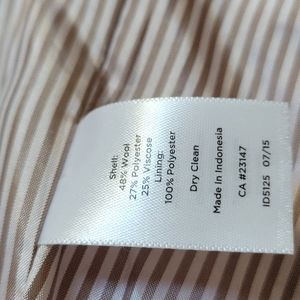 Shell:
48% Wool
27% Polyester
25% Viscose
Lining:
100% Polyester
Dry Clean
Made in Indonesia
CA #23147
ID5125 07/15